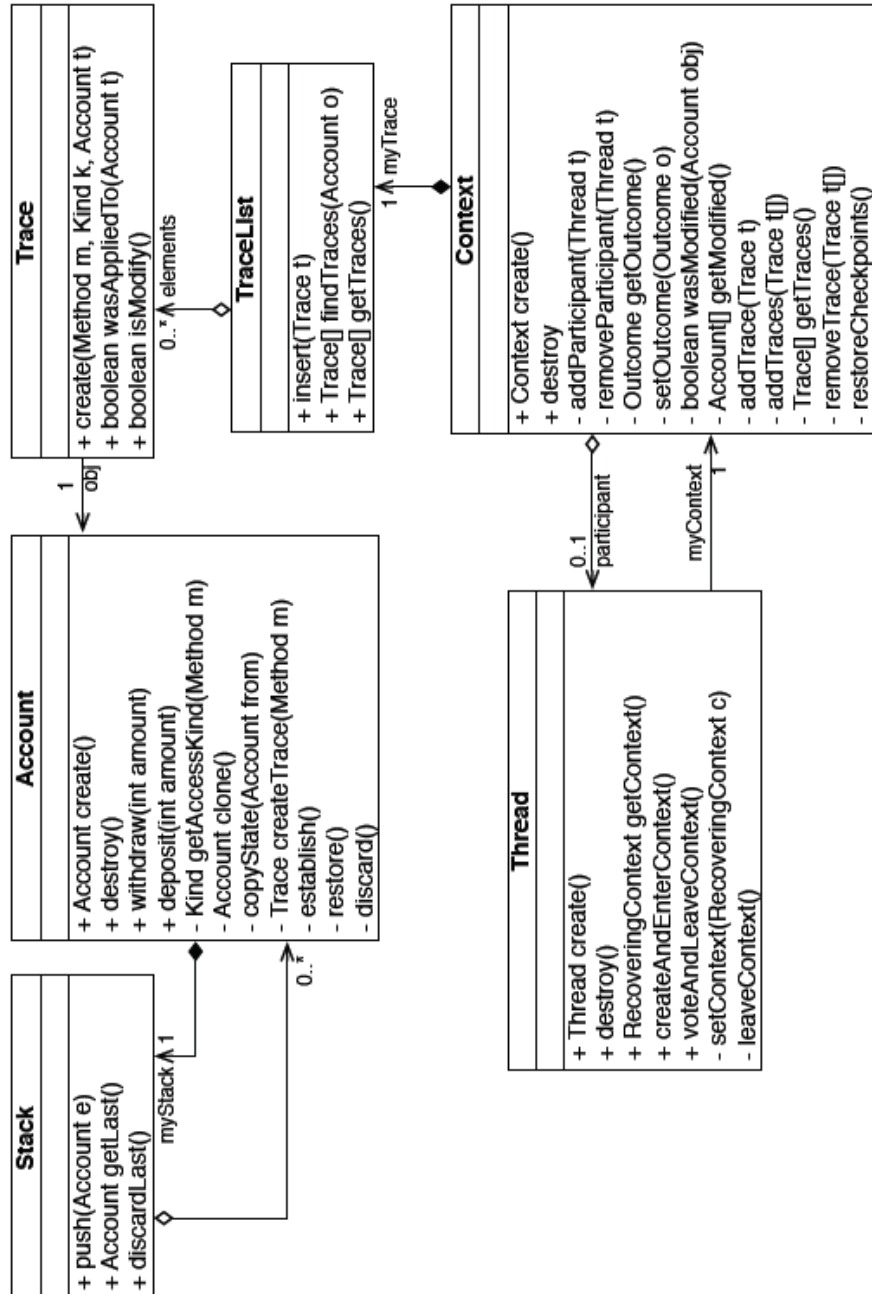 Stack
+ push(Account e)
+ Account getLast()
+ discardLast()
myStack
1
0..*
Account
+ Account create()
+ destroy()
+ withdraw(int amount)
+ deposit(int amount)
- Kind getAccessKind(Method m)
- Account clone()
- copyState(Account from)
- Trace createTrace(Method m)
- establish()
- restore()
- discard()
1
obj
Trace
+ create(Method m, Kind k, Account t)
+ boolean wasAppliedTo(Account t)
+ boolean isModify()
0..*
elements
TraceList
+ insert(Trace t)
+ Trace[] findTraces(Account o)
+ Trace[] getTraces()
1
myTrace
Thread
+ Thread create()
+ destroy()
+ RecoveringContext getContext()
+ createAndEnterContext()
+ voteAndLeaveContext()
- setContext(RecoveringContext c)
- leaveContext()
0..1
participant
myContext
1
Context
+ Context create()
+ destroy
- addParticipant(Thread t)
- removeParticipant(Thread t)
- Outcome getOutcome()
- setOutcome(Outcome o)
- boolean wasModified(Account obj)
- Account[] getModified()
- addTrace(Trace t)
- addTraces(Trace t[])
- Trace[] getTraces()
- removeTrace(Trace t[])
- restoreCheckpoints()